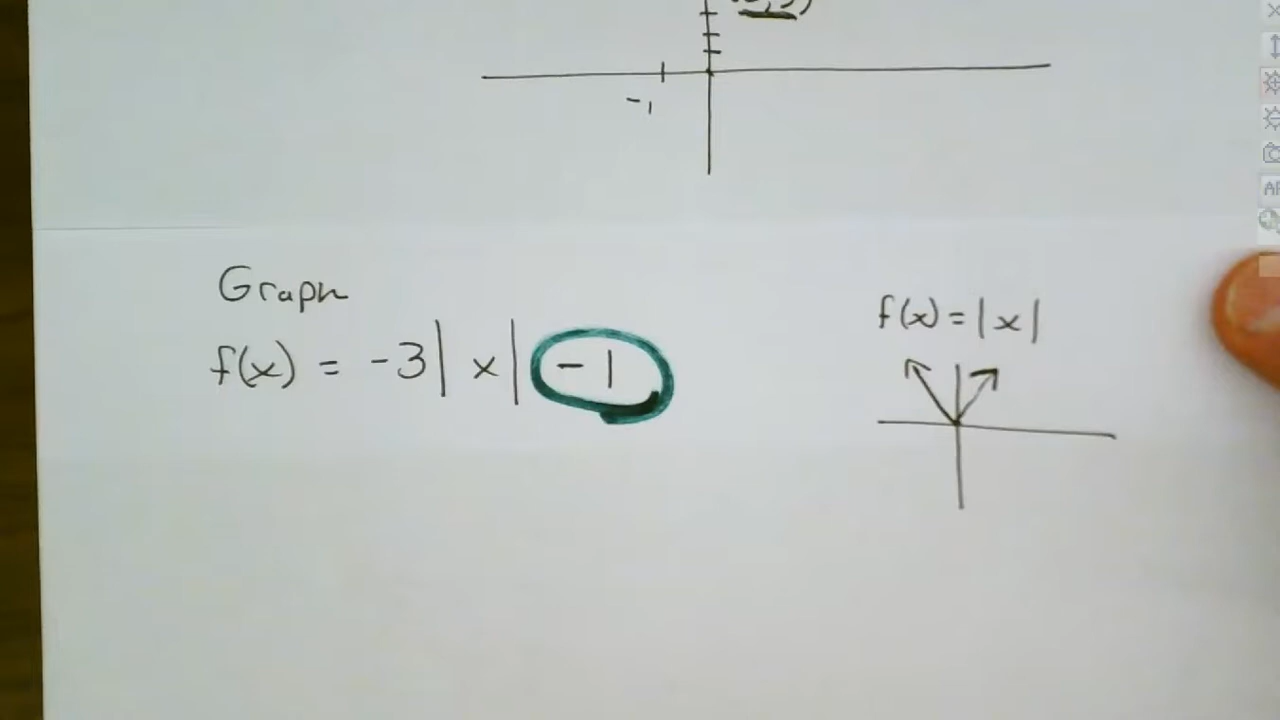 -1
Graph
f(x) = -3| x | - 1
f(x) = |x|